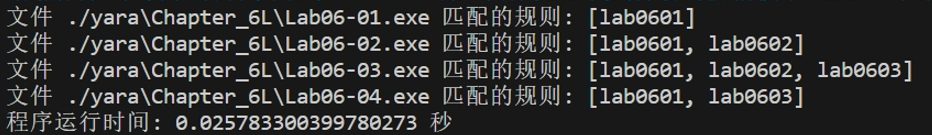 文件 ./yara\Chapter_6L\Lab06-01.exe 匹配的规则: [lab0601]
文件 ./yara\Chapter_6L\Lab06-02.exe 匹配的规则: [lab0601, lab0602]
文件 ./yara\Chapter_6L\Lab06-03.exe 匹配的规则: [lab0601, lab0602, lab0603]
文件 ./yara\Chapter_6L\Lab06-04.exe 匹配的规则: [lab0601, lab0603]
程序运行时间: 0.025783300399780273 秒